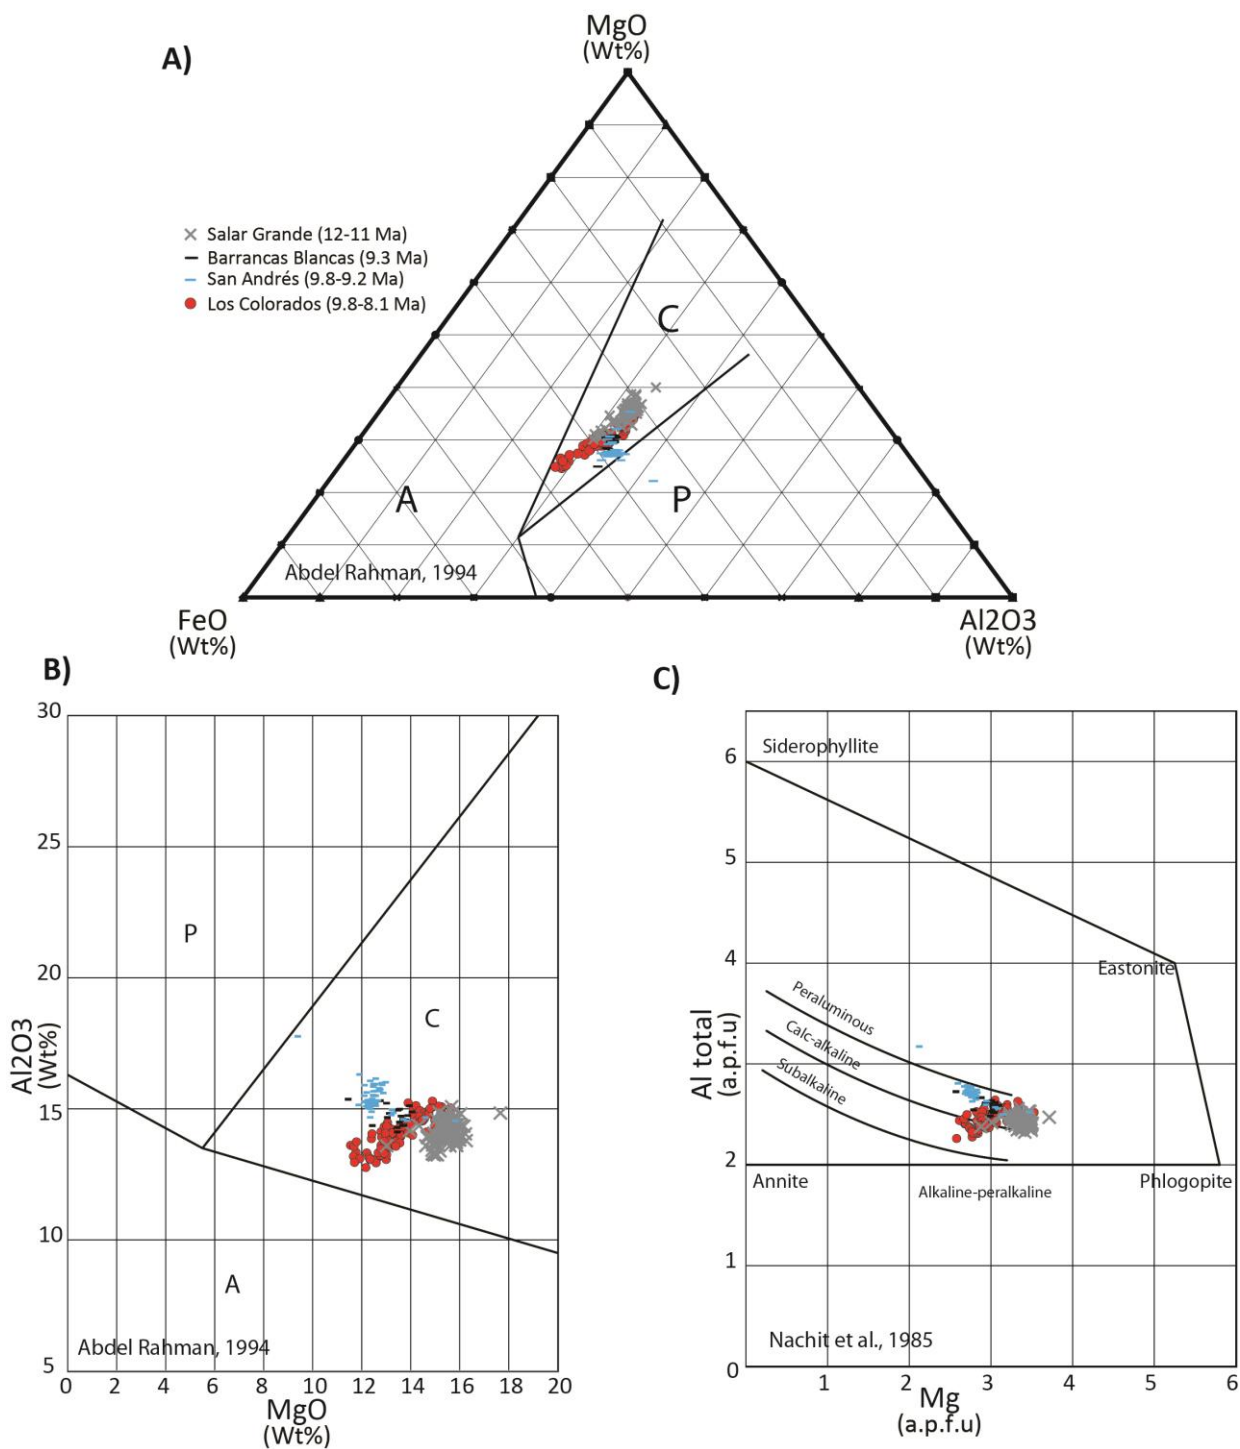 A)
MgO
(Wt%)
Salar Grande (12-11 Ma)
Barrancas Blancas (9.3 Ma)
San Andrés (9.8-9.2 Ma)
Los Colorados (9.8-8.1 Ma)
C
A
P
Abdel Rahman, 1994
FeO
(Wt%)
Al2O3
(Wt%)
B)
30
25
20
15
10
5
Al2O3
(Wt%)
P
C
A
Abdel Rahman, 1994
0 2 4 6 8 10 12 14 16 18 20
MgO
(Wt%)
C)
6
5
4
3
2
1
0
Al total
(a.p.f.u)
Siderophyllite
Eastonite
Peraluminous
Calc-alkaline
Subalkaline
Annite
Phlogopite
Alkaline-peralkaline
Nachit et al., 1985
1 2 3 4 5 6
Mg
(a.p.f.u)